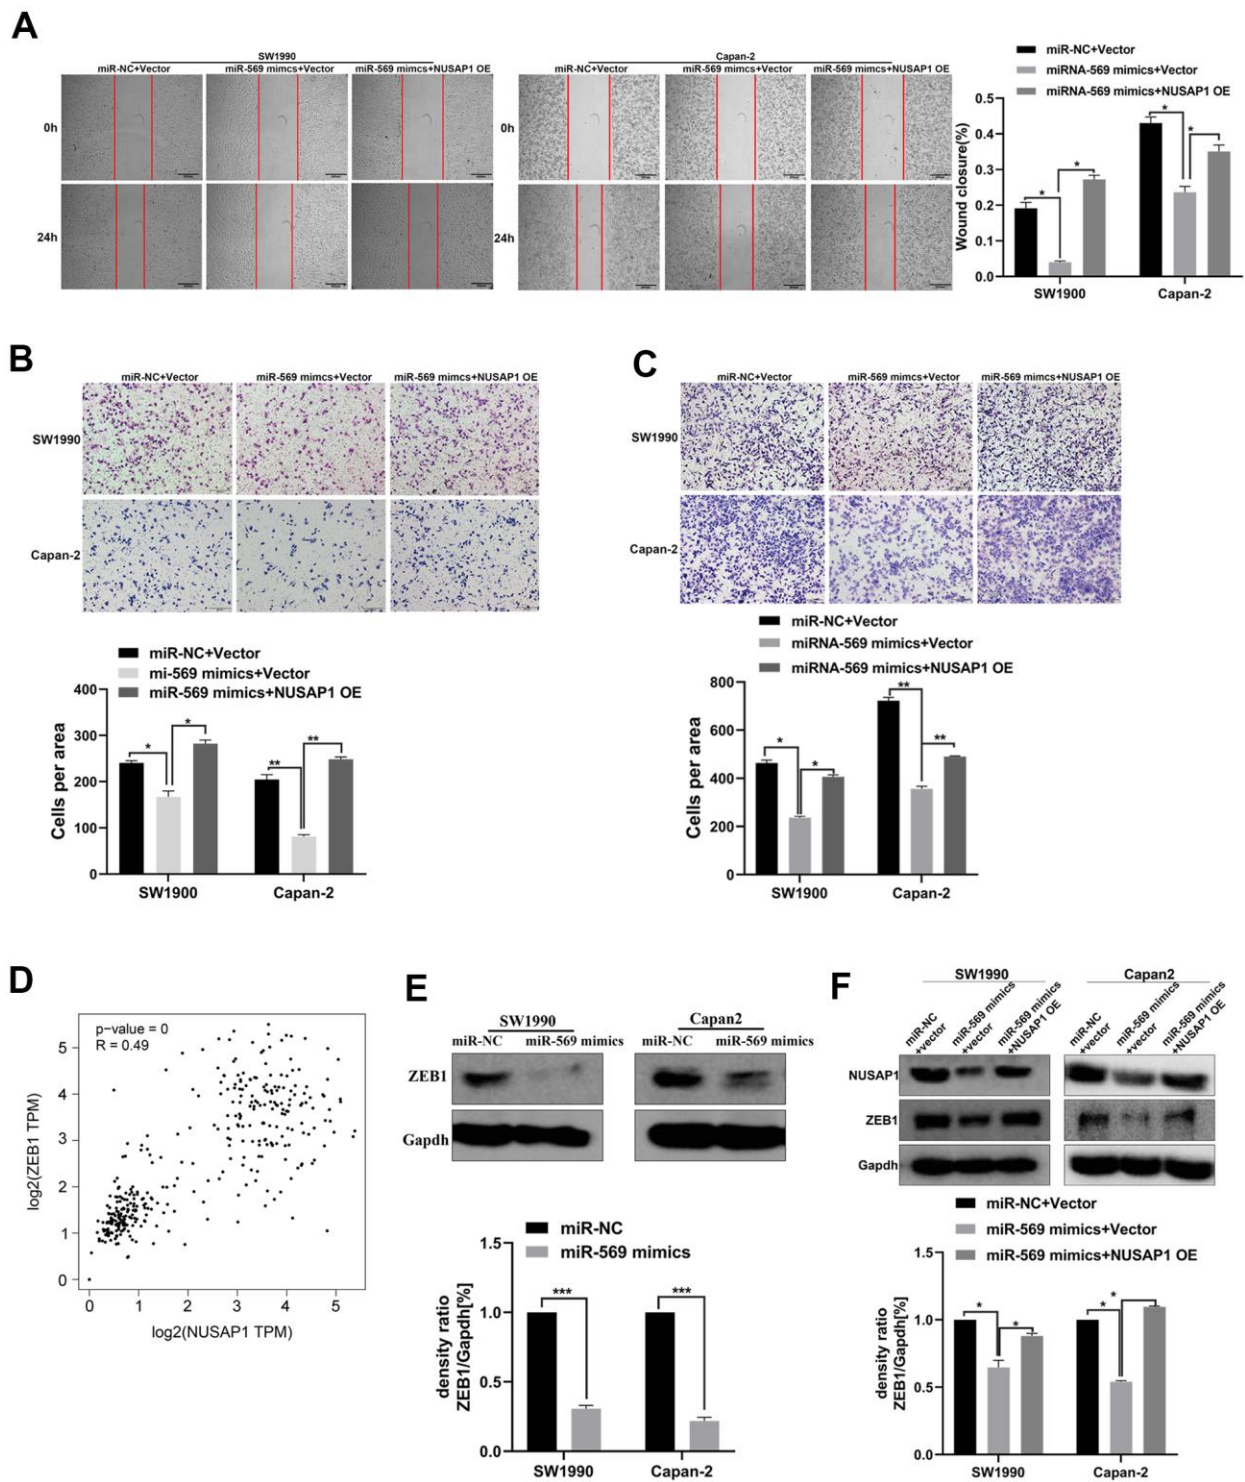 A
SW1990
miR-NC+Vector miR-569 mimcs+Vector miR-569 mimcs+NUSAP1 OE
0h
24h
Capan-2
miR-NC+Vector miR-569 mimcs+Vector miR-569 mimcs+NUSAP1 OE
0h
24h
miR-NC+Vector
miRNA-569 mimics+Vector
miRNA-569 mimics+NUSAP1 OE
Wound closure(%)
0.5
0.4
0.3
0.2
0.1
0.0
* * * *
SW1900 Capan-2
B
miR-NC+Vector miR-569 mimcs+Vector miR-569 mimcs+NUSAP1 OE
SW1990
Capan-2
miR-NC+Vector
mi-569 mimics+Vector
miR-569 mimics+NUSAP1 OE
Cells per area
400
300
200
100
0
* * ** **
SW1900 Capan-2
C
miR-NC+Vector miR-569 mimcs+Vector miR-569 mimcs+NUSAP1 OE
SW1990
Capan-2
miR-NC+Vector
miRNA-569 mimics+Vector
miRNA-569 mimics+NUSAP1 OE
Cells per area
800
600
400
200
0
* * ** **
SW1900 Capan-2
D
p-value = 0
R = 0.49
log2(ZEB1 TPM)
5
4
3
2
1
0
0 1 2 3 4 5
log2(NUSAP1 TPM)
E
SW1990 Capan2
miR-NC miR-569 mimics miR-NC miR-569 mimics
ZEB1
Gapdh
miR-NC
miR-569 mimics
density ratio
ZEB1/Gapdh[%]
1.5
1.0
0.5
0.0
*** ***
SW1990 Capan-2
F
SW1990 Capan2
miR-NC
+vector
miR-569 mimics
+vector
miR-569 mimics
+NUSAP1 OE
miR-NC
+vector
miR-569 mimics
+vector
miR-569 mimics
+NUSAP1 OE
NUSAP1
ZEB1
Gapdh
miR-NC+Vector
miR-569 mimics+Vector
miR-569 mimics+NUSAP1 OE
density ratio
ZEB1/Gapdh[%]
1.5
1.0
0.5
0.0
* * * * *
SW1990 Capan-2